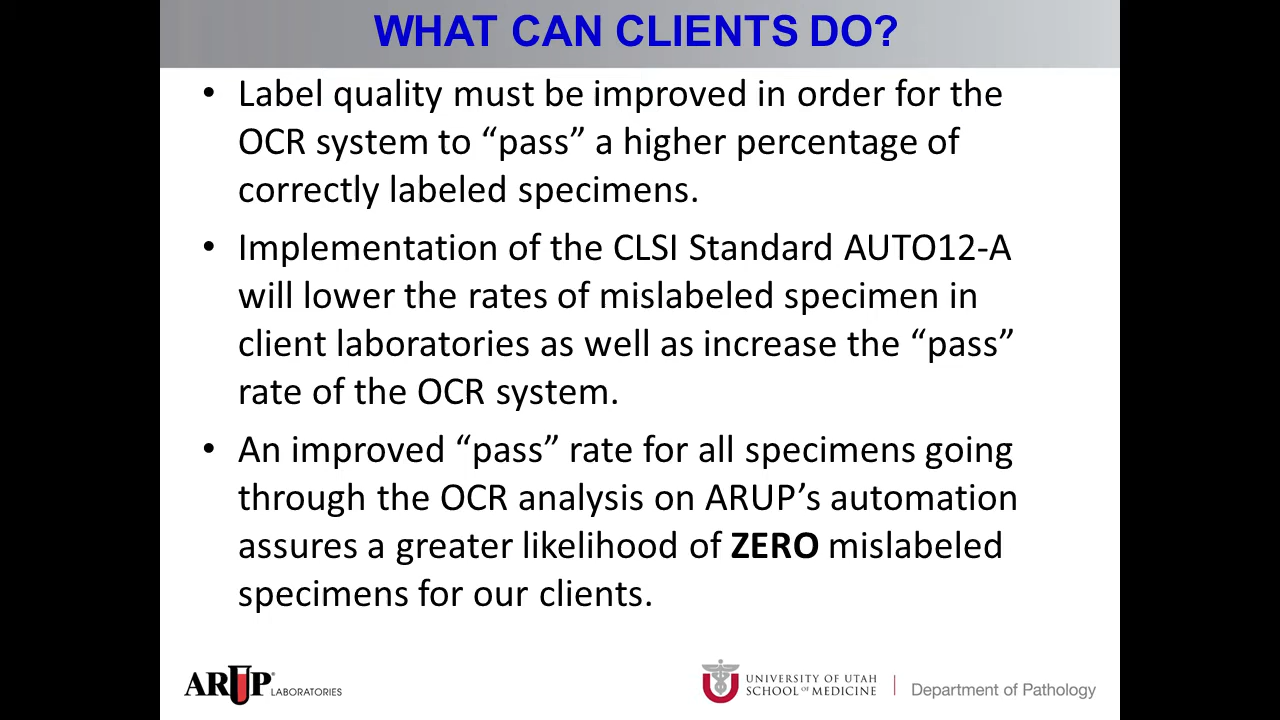 WHAT CAN CLIENTS DO?
• Label quality must be improved in order for the
OCR system to “pass” a higher percentage of
correctly labeled specimens.
• Implementation of the CLSI Standard AUTO12-A
will lower the rates of mislabeled specimen in
client laboratories as well as increase the “pass”
rate of the OCR system.
• An improved “pass” rate for all specimens going
through the OCR analysis on ARUP’s automation
assures a greater likelihood of ZERO mislabeled
specimens for our clients.
ARUP® LABORATORIES
UNIVERSITY OF UTAH
SCHOOL OF MEDICINE | Department of Pathology